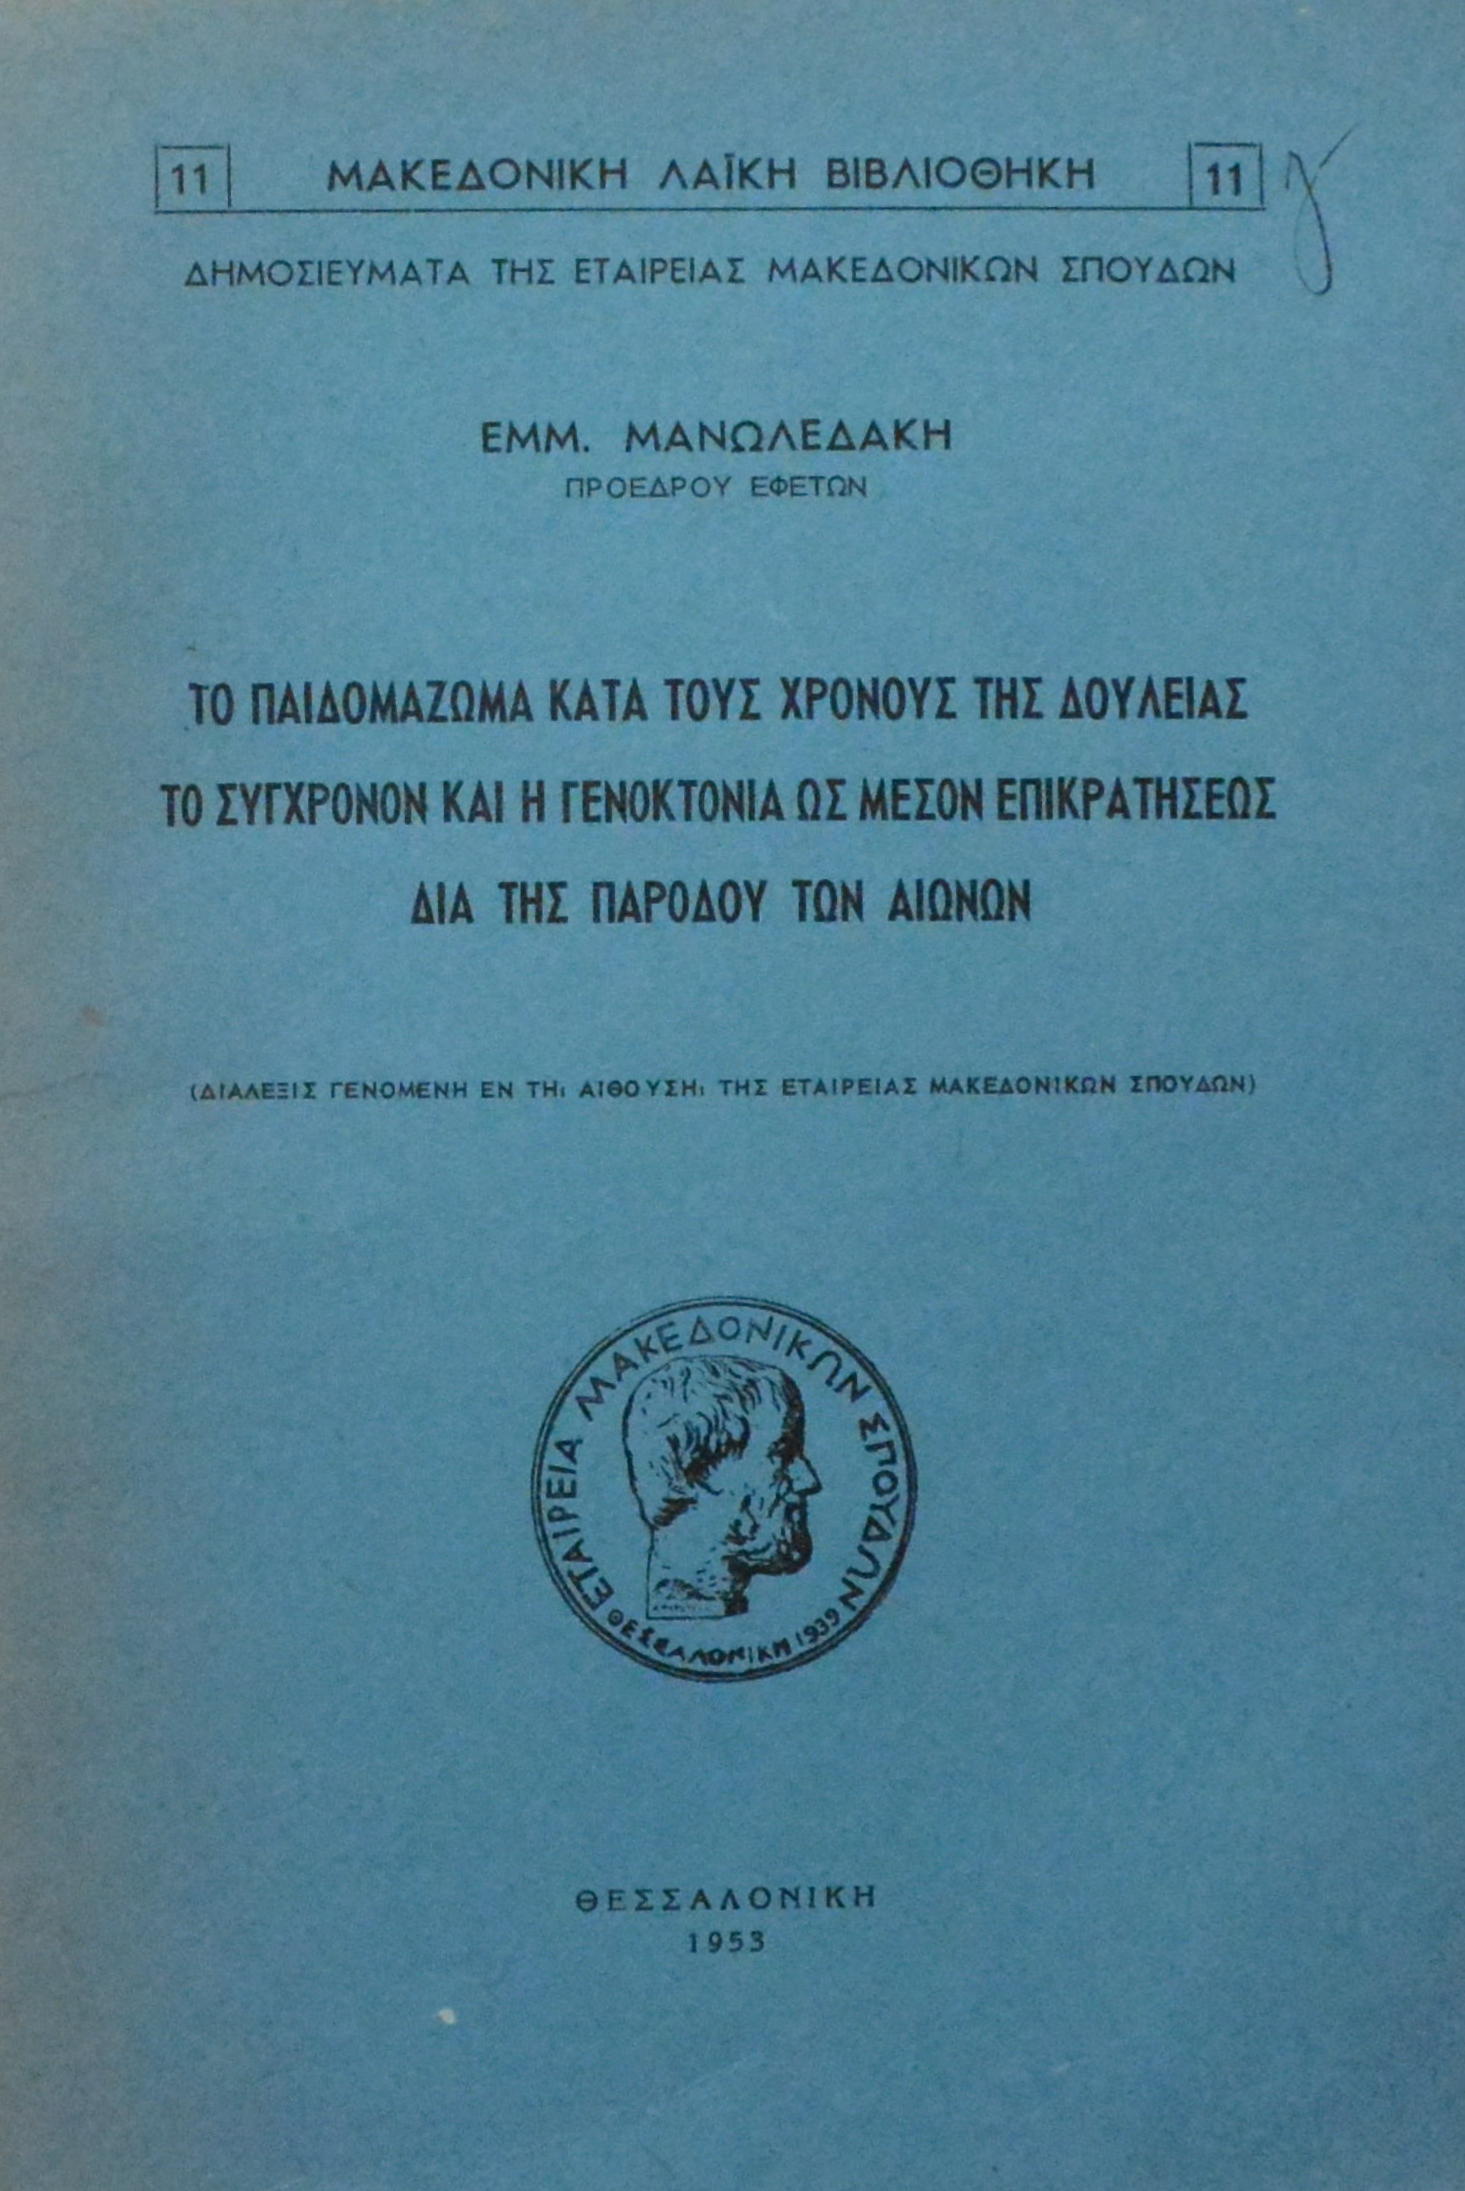 11 ΜΑΚΕΔΟΝΙΚΗ ΛΑΪΚΗ ΒΙΒΛΙΟΘΗΚΗ 11 γ
ΔΗΜΟΣΙΕΥΜΑΤΑ ΤΗΣ ΕΤΑΙΡΕΙΑΣ ΜΑΚΕΔΟΝΙΚΩΝ ΣΠΟΥΔΩΝ
ΕΜΜ. ΜΑΝΩΛΕΔΑΚΗ
ΠΡΟΕΔΡΟΥ ΕΦΕΤΩΝ
ΤΟ ΠΑΙΔΟΜΑΖΩΜΑ ΚΑΤΑ ΤΟΥΣ ΧΡΟΝΟΥΣ ΤΗΣ ΔΟΥΛΕΙΑΣ
ΤΟ ΣΥΓΧΡΟΝΟΝ ΚΑΙ Η ΓΕΝΟΚΤΟΝΙΑ ΩΣ ΜΕΣΟΝ ΕΠΙΚΡΑΤΗΣΕΩΣ
ΔΙΑ ΤΗΣ ΠΑΡΟΔΟΥ ΤΩΝ ΑΙΩΝΩΝ
(ΔΙΑΛΕΞΙΣ ΓΕΝΟΜΕΝΗ ΕΝ ΤΗι ΑΙΘΟΥΣΗι ΤΗΣ ΕΤΑΙΡΕΙΑΣ ΜΑΚΕΔΟΝΙΚΩΝ ΣΠΟΥΔΩΝ)
ΕΤΑΙΡΕΙΑ ΜΑΚΕΔΟΝΙΚΩΝ ΣΠΟΥΔΩΝ
ΘΕΣΣΑΛΟΝΙΚΗ 1939
ΘΕΣΣΑΛΟΝΙΚΗ
1953